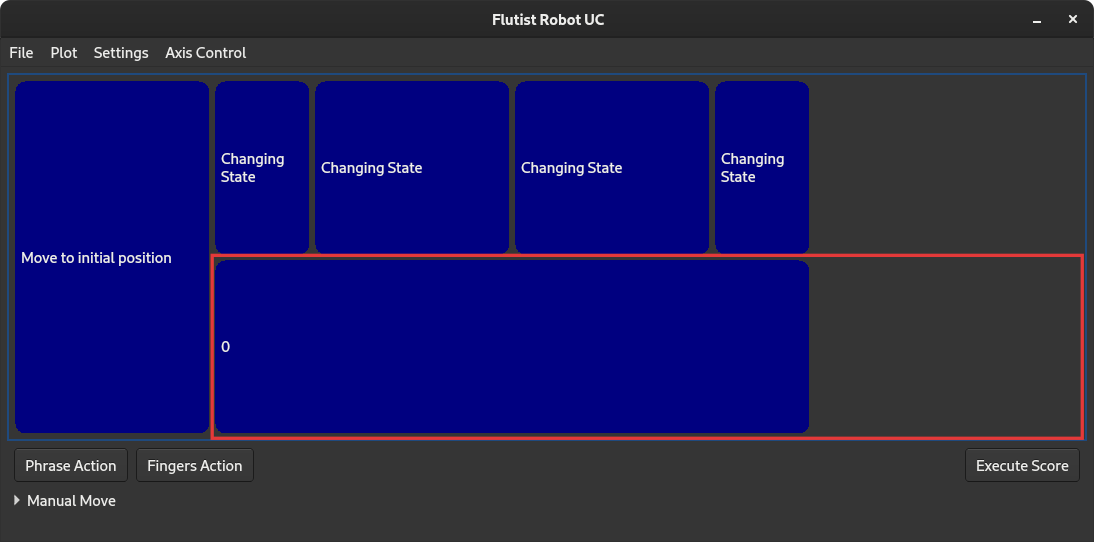 Flutist Robot UC
File Plot Settings Axis Control
Move to initial position
Changing
State
Changing State
Changing State
Changing
State
0
Phrase Action Fingers Action Execute Score
Manual Move